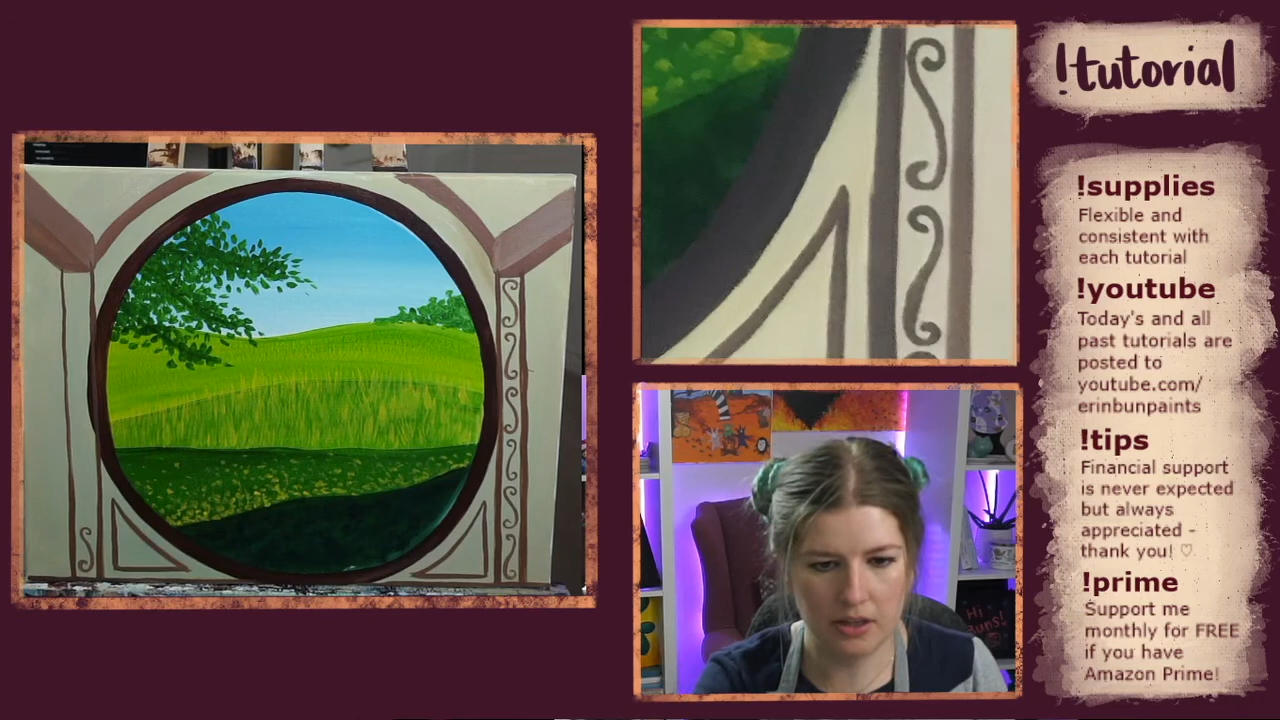 !tutorial
!supplies
Flexible and
consistent with
each tutorial
!youtube
Today's and all
past tutorials are
posted to
youtube.com/
erinbunpaints
!tips
Financial support
is never expected
but always
appreciated -
thank you! ♡
!prime
Support me
monthly for FREE
if you have
Amazon Prime!
Hi